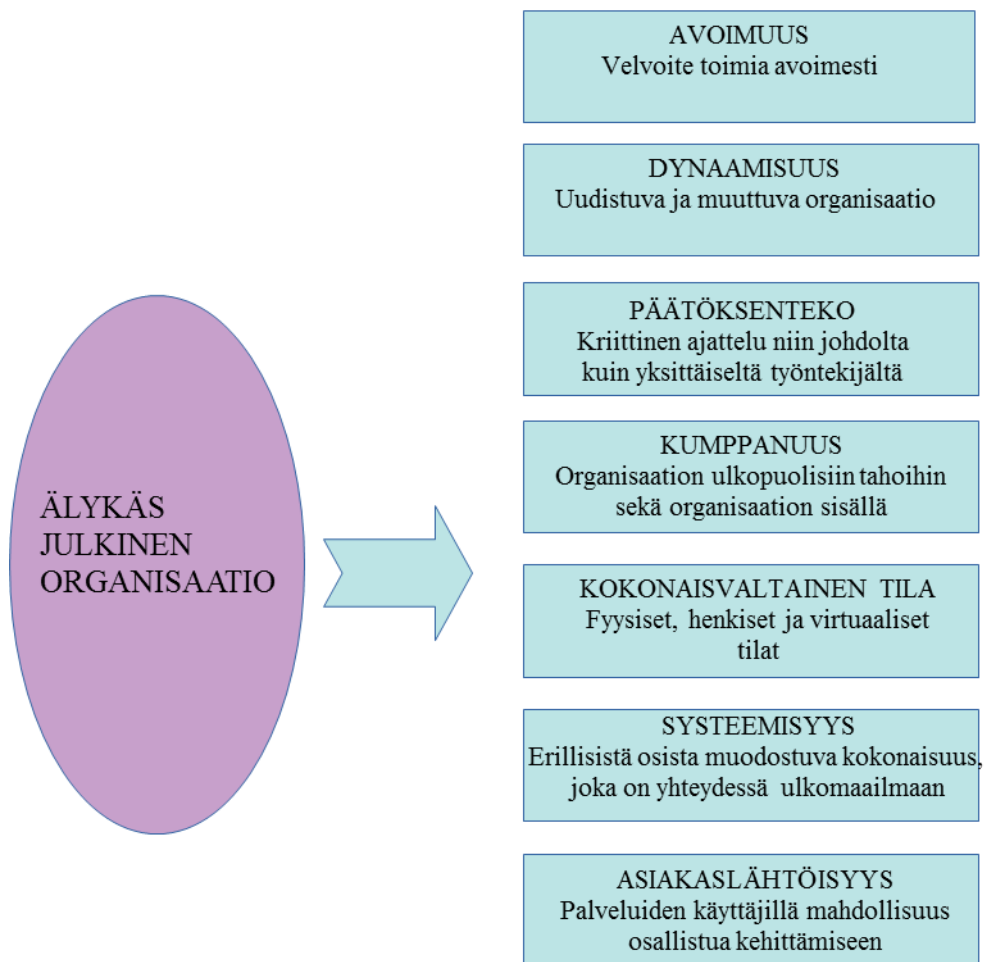 AVOIMUUS
Velvoite toimia avoimesti
DYNAAMISUUS
Uudistuva ja muuttuva organisaatio
PÄÄTÖKSENTEKO
Kriittinen ajattelu niin johdolta
kuin yksittäiseltä työntekijältä
KUMPPANUUS
Organisaation ulkopuolisiin tahoihin
sekä organisaation sisällä
ÄLYKÄS
JULKINEN
ORGANISAATIO
KOKONAISVALTAINEN TILA
Fyysiset, henkiset ja virtuaaliset
tilat
SYSTEEMISYYS
Erillisistä osista muodostuva kokonaisuus,
joka on yhteydessä ulkomaailmaan
ASIAKASLÄHTÖISYYS
Palveluiden käyttäjillä mahdollisuus
osallistua kehittämiseen